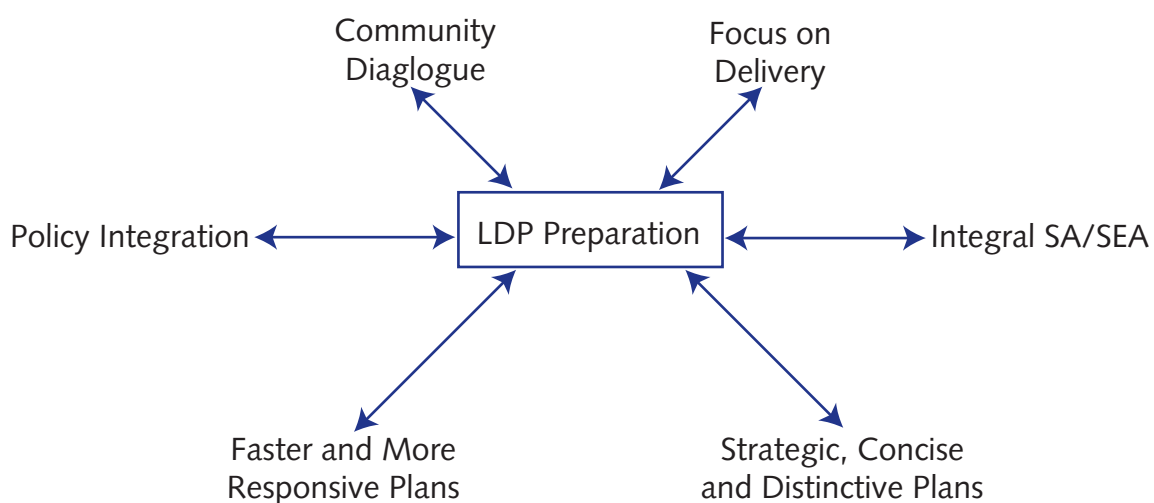 Community
Diaglogue
Focus on
Delivery
Policy Integration
LDP Preparation
Integral SA/SEA
Faster and More
Responsive Plans
Strategic, Concise
and Distinctive Plans